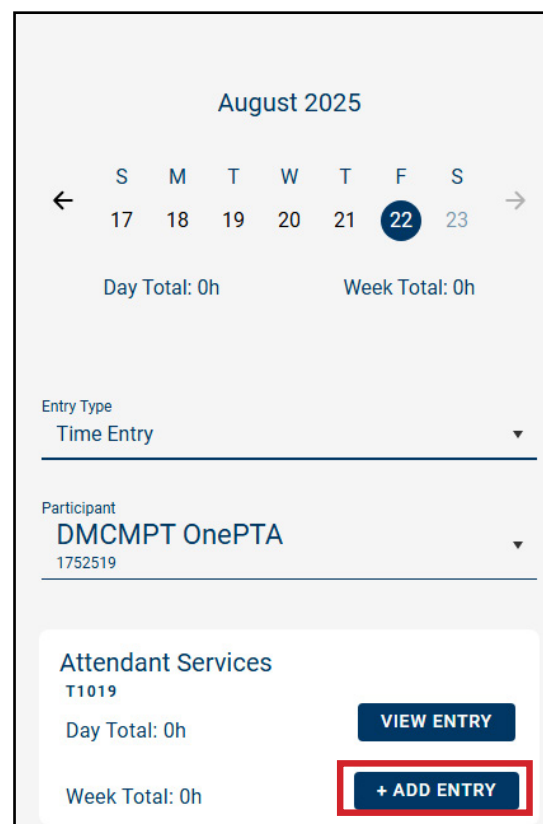 August 2025
S M T W T F S
← 17 18 19 20 21 22 23 →
Day Total: 0h Week Total: 0h
Entry Type
Time Entry
Participant
DMCMPT OnePTA
1752519
Attendant Services
T1019
Day Total: 0h
VIEW ENTRY
Week Total: 0h
+ ADD ENTRY